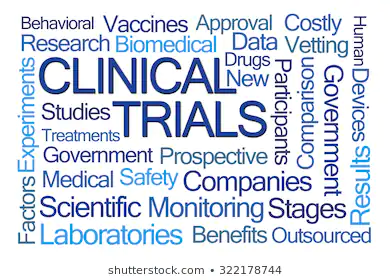 Behavioral Vaccines Approval Costly
Research Biomedical Data Vetting
CLINICAL Drugs
New
TRIALS
Studies
Treatments
Government Prospective
Medical Safety Companies
Scientific Monitoring Stages
Laboratories Benefits Outsourced
Experiments
Factors
Participants
Compassion
Government
Human
Devices
Results
shutterstock.com · 322178744